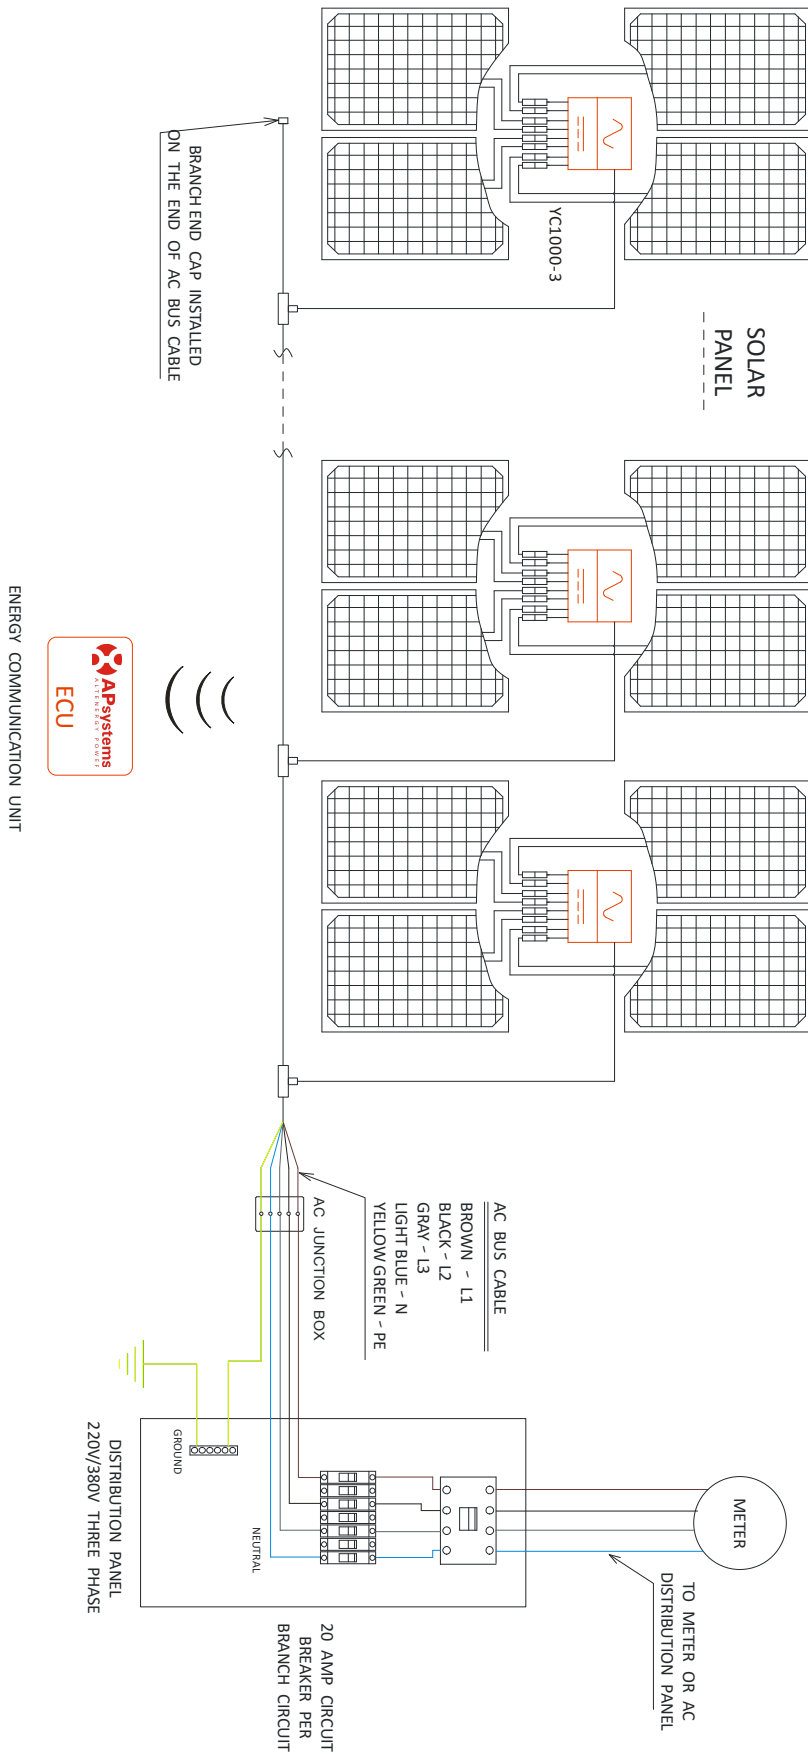 SOLAR
PANEL
YC1000-3
BRANCH END CAP INSTALLED
ON THE END OF AC BUS CABLE
APsystems
ALTENERGY POWER
ECU
ENERGY COMMUNICATION UNIT
AC BUS CABLE
BROWN - L1
BLACK - L2
GRAY - L3
LIGHT BLUE - N
YELLOW GREEN - PE
AC JUNCTION BOX
METER
TO METER OR AC
DISTRIBUTION PANEL
GROUND
NEUTRAL
DISTRIBUTION PANEL
220V/380V THREE PHASE
20 AMP CIRCUIT
BREAKER PER
BRANCH CIRCUIT